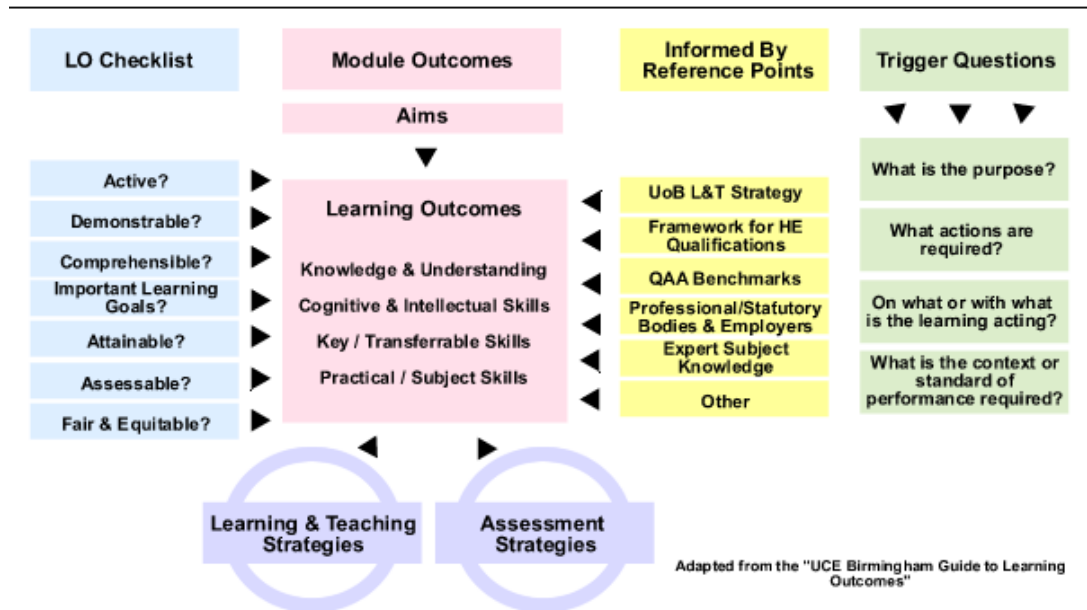 LO Checklist
Active?
Demonstrable?
Comprehensible?
Important Learning
Goals?
Attainable?
Assessable?
Fair & Equitable?
Module Outcomes
Aims
Learning Outcomes
Knowledge & Understanding
Cognitive & Intellectual Skills
Key / Transferrable Skills
Practical / Subject Skills
Informed By
Reference Points
UoB L&T Strategy
Framework for HE
Qualifications
QAA Benchmarks
Professional/Statutory
Bodies & Employers
Expert Subject
Knowledge
Other
Trigger Questions
What is the purpose?
What actions are
required?
On what or with what
is the learning acting?
What is the context or
standard of
performance required?
Learning & Teaching
Strategies
Assessment
Strategies
Adapted from the "UCE Birmingham Guide to Learning
Outcomes"